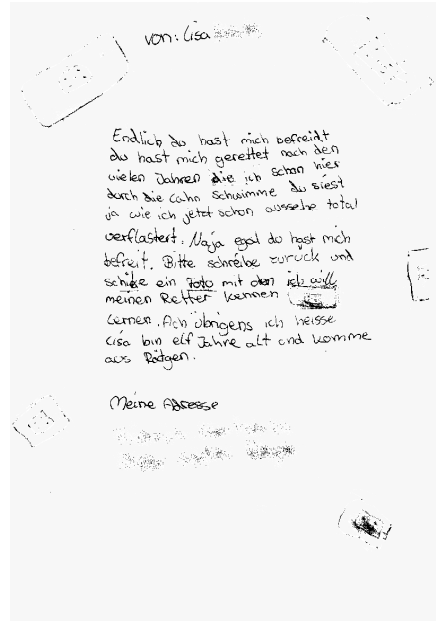 von: Lisa
Endlich du hast mich befreidt
du hast mich gerettet nach den
vielen Jahren die ich schon hier
durch die Lahn schwimme du siest
ja wie ich jetzt schon aussehe total
verflastert. Naja egal du hast mich
befreit. Bitte schreibe zurück und
schike ein Foto mit den ich will
meinen Retter kennen
Lernen. Ach übrigens ich heisse
Lisa bin elf Jahre alt und komme
aus Rötgen.
Meine Adresse